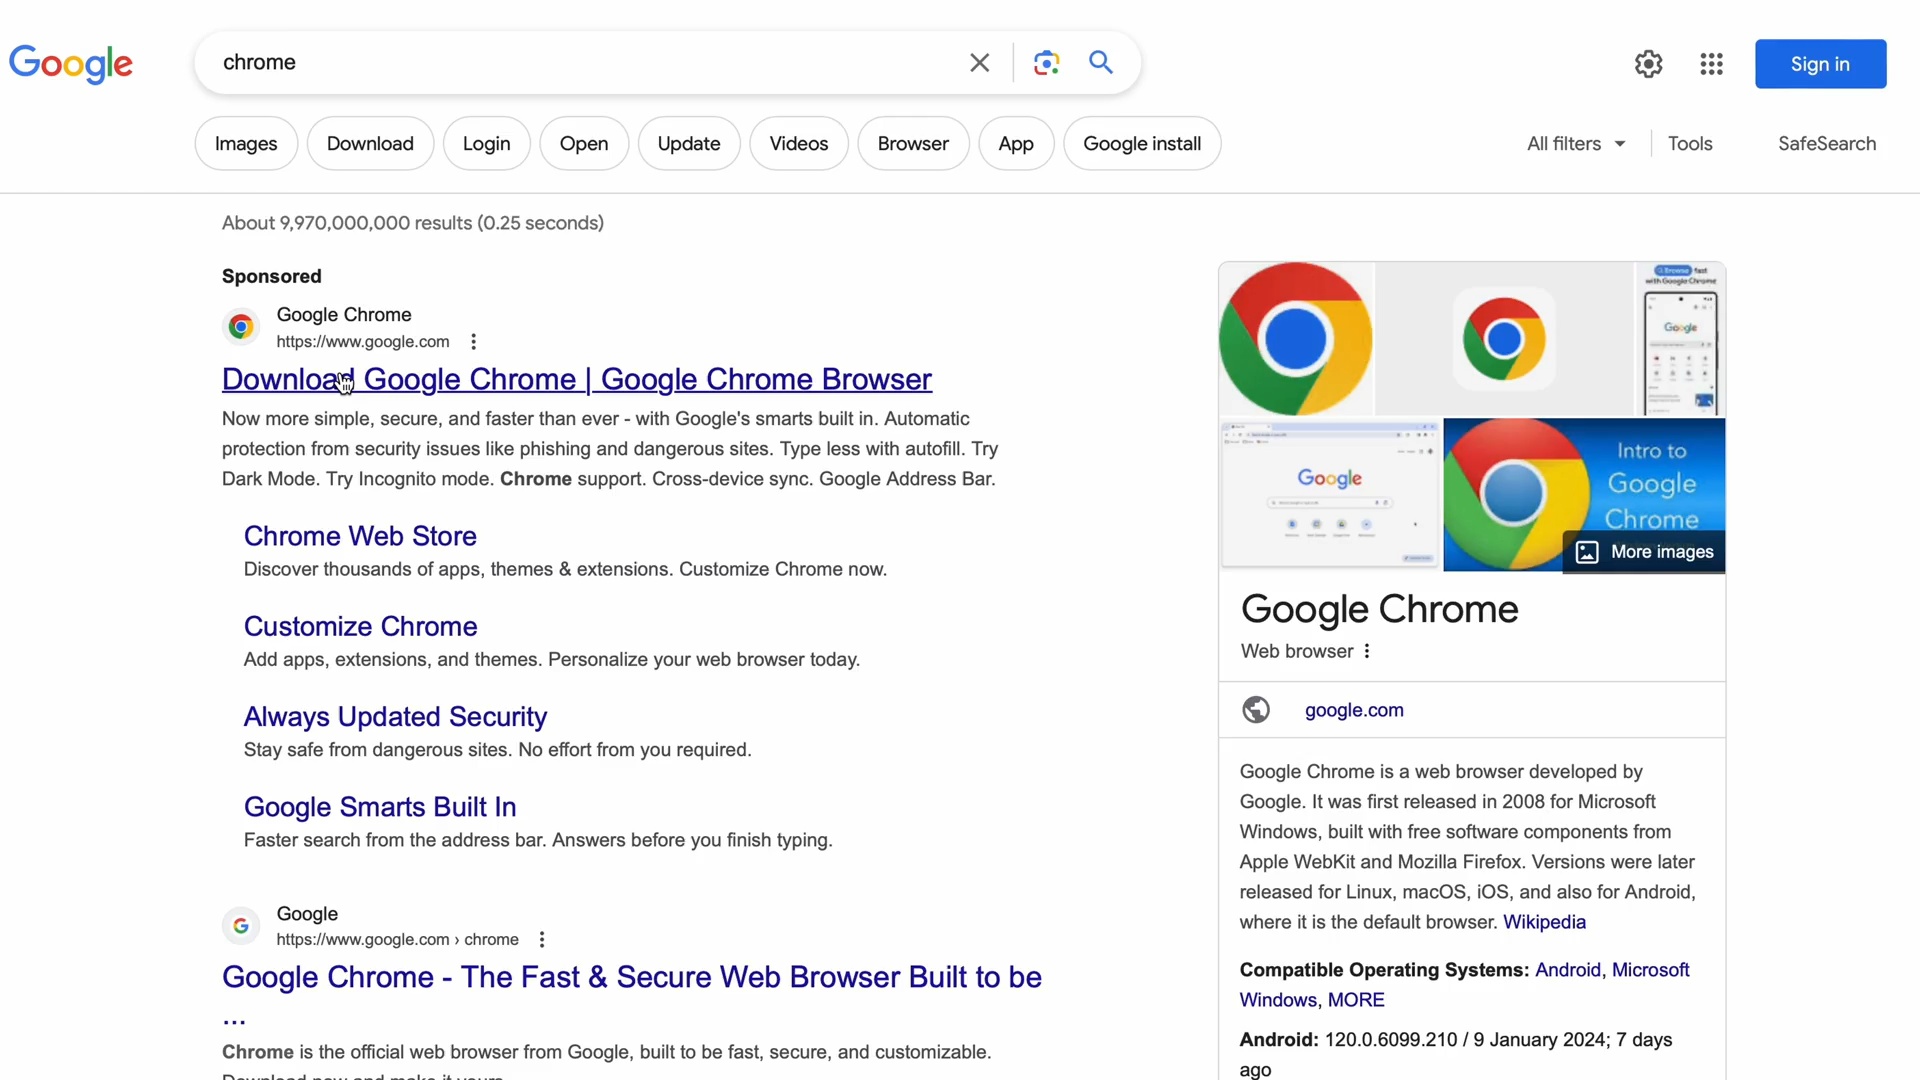 Google
chrome
Sign in
Images
Download
Login
Open
Update
Videos
Browser
App
Google install
All filters
Tools
SafeSearch
About 9,970,000,000 results (0.25 seconds)
Sponsored
Google Chrome
https://www.google.com
Download Google Chrome | Google Chrome Browser
Now more simple, secure, and faster than ever - with Google's smarts built in. Automatic
protection from security issues like phishing and dangerous sites. Type less with autofill. Try
Dark Mode. Try Incognito mode. Chrome support. Cross-device sync. Google Address Bar.
Chrome Web Store
Discover thousands of apps, themes & extensions. Customize Chrome now.
Customize Chrome
Add apps, extensions, and themes. Personalize your web browser today.
Always Updated Security
Stay safe from dangerous sites. No effort from you required.
Google Smarts Built In
Faster search from the address bar. Answers before you finish typing.
Google
https://www.google.com › chrome
Google Chrome - The Fast & Secure Web Browser Built to be
...
Chrome is the official web browser from Google, built to be fast, secure, and customizable.
Download now and make it yours.
Browse fast
with Google Chrome
Google
Google
Intro to
Google
Chrome
More images
Google Chrome
Web browser
google.com
Google Chrome is a web browser developed by
Google. It was first released in 2008 for Microsoft
Windows, built with free software components from
Apple WebKit and Mozilla Firefox. Versions were later
released for Linux, macOS, iOS, and also for Android,
where it is the default browser. Wikipedia
Compatible Operating Systems: Android, Microsoft
Windows, MORE
Android: 120.0.6099.210 / 9 January 2024; 7 days
ago